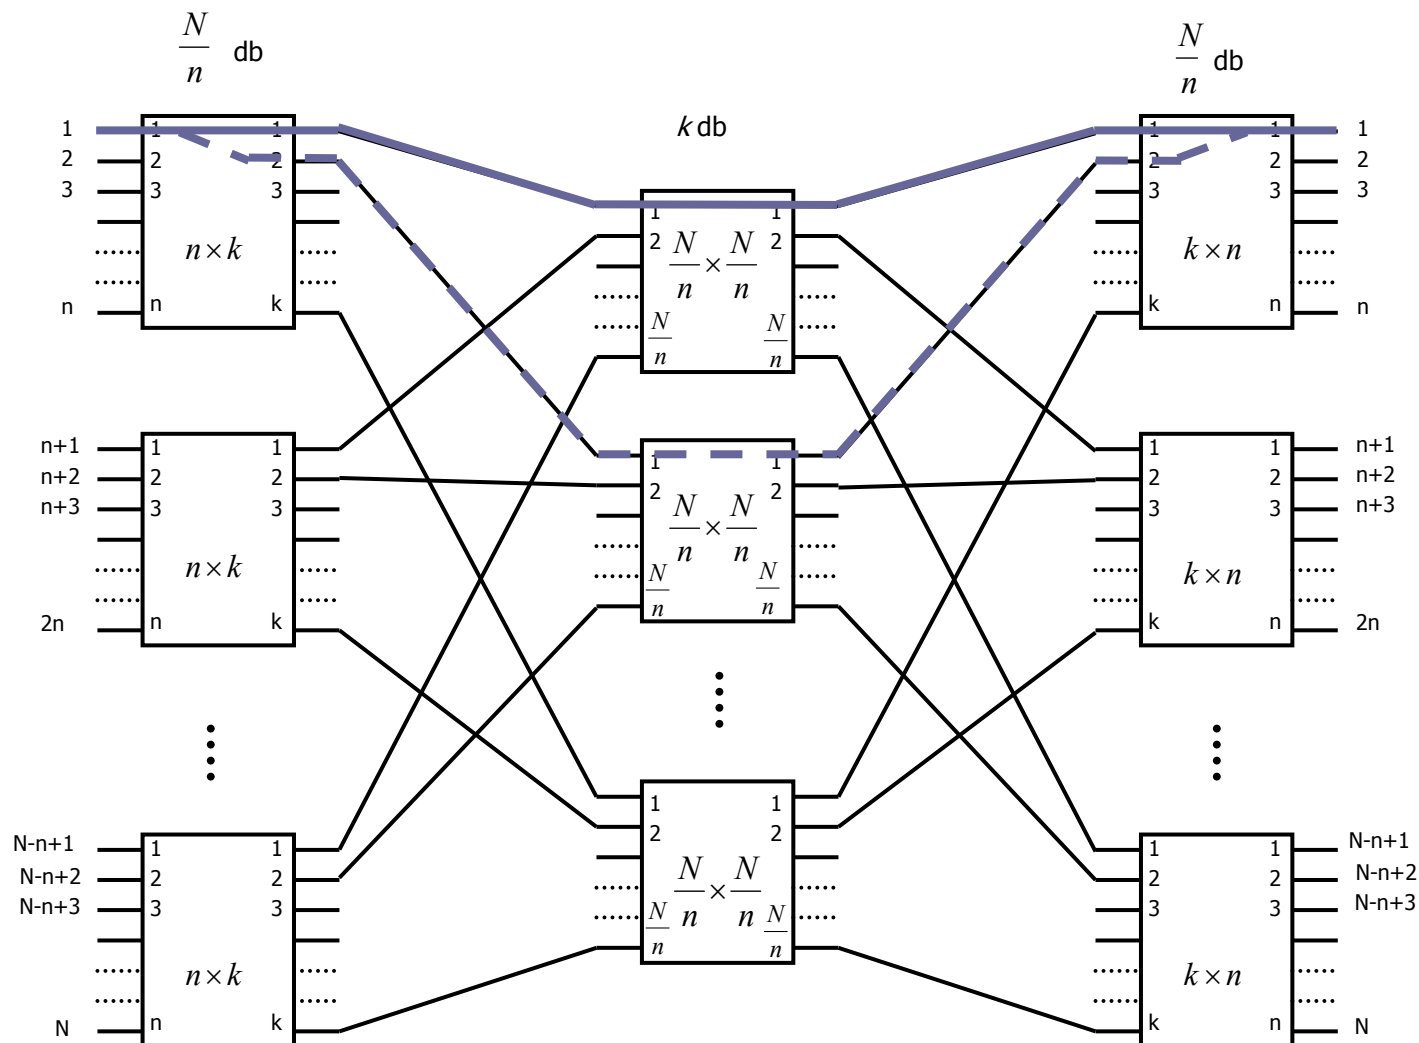 N/n db
N/n db
k db
1 1 1 1 1 1
2 2 2 2 2 2
3 3 3 3 3 3
n×k
k×n
n n k k n n
1 1
2 2
N/n × N/n
N/n N/n
n+1 1 1 1 1 n+1
n+2 2 2 2 2 n+2
n+3 3 3 3 3 n+3
n×k
k×n
2n n k k n 2n
1 1
2 2
N/n × N/n
N/n N/n
1 1
2 2
N/n × N/n
N/n N/n
N-n+1 1 1 1 1 N-n+1
N-n+2 2 2 2 2 N-n+2
N-n+3 3 3 3 3 N-n+3
n×k
k×n
N n k k n N